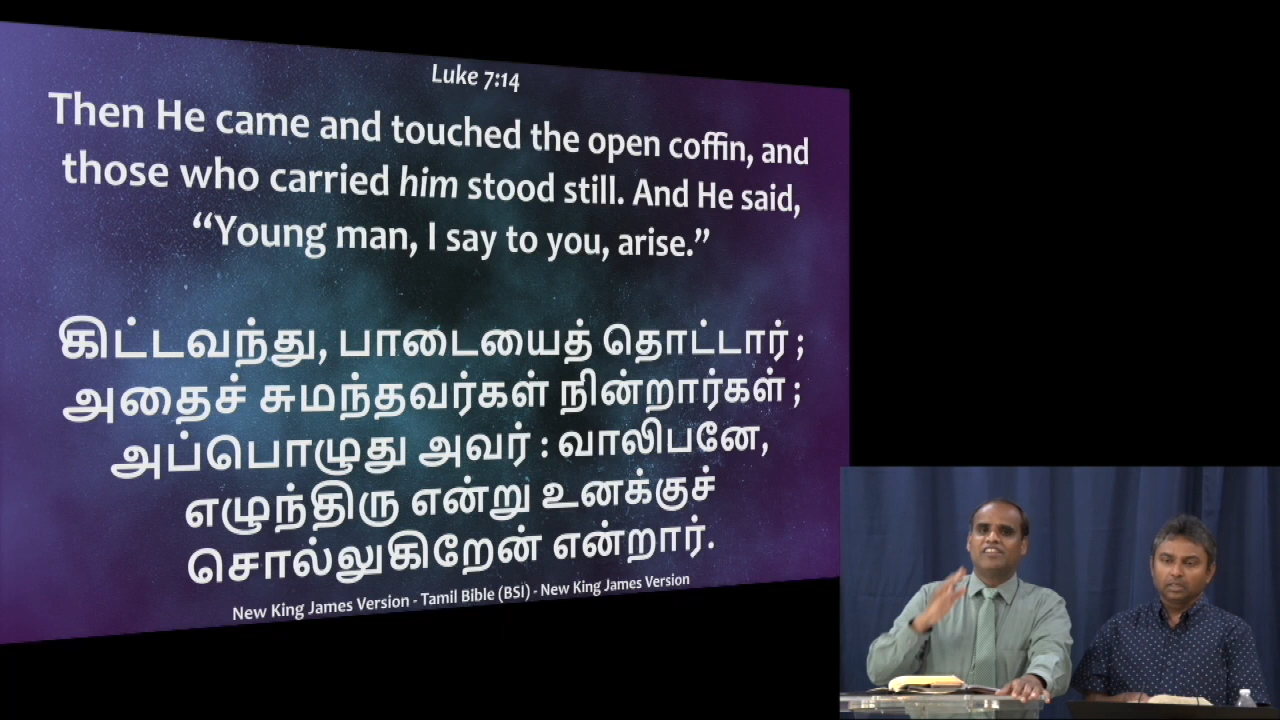 Luke 7:14
Then He came and touched the open coffin, and
those who carried him stood still. And He said,
“Young man, I say to you, arise.”
கிட்டவந்து, பாடையைத் தொட்டார் ;
அதைச் சுமந்தவர்கள் நின்றார்கள் ;
அப்பொழுது அவர் : வாலிபனே,
எழுந்திரு என்று உனக்குச்
சொல்லுகிறேன் என்றார்.
New King James Version - Tamil Bible (BSI) - New King James Version